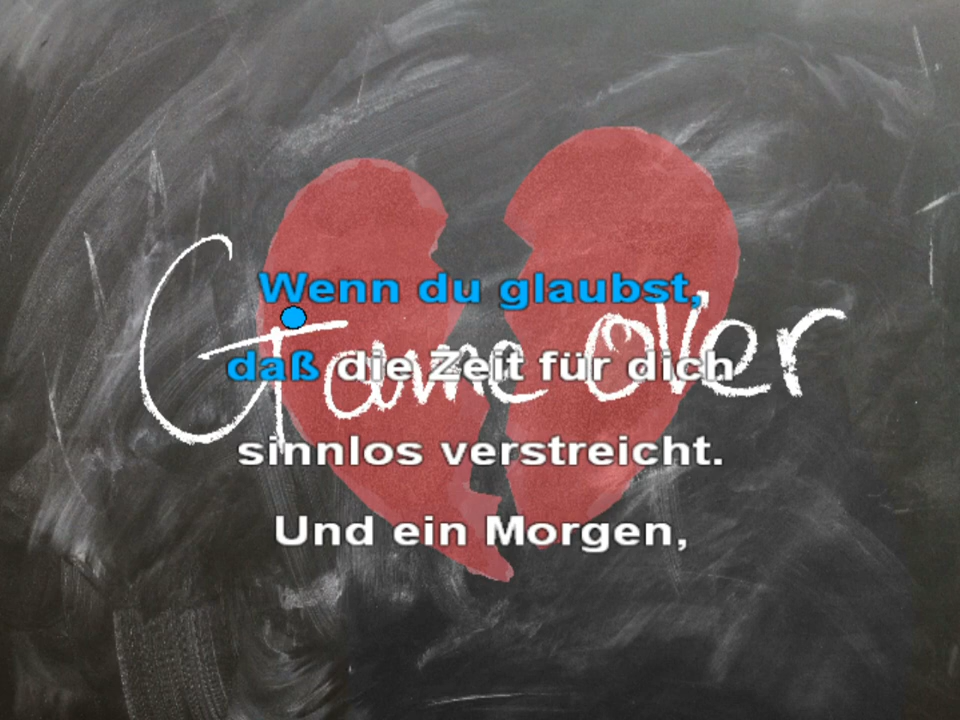 Wenn du glaubst,
Game over
daß die Zeit für dich
sinnlos verstreicht.
Und ein Morgen,